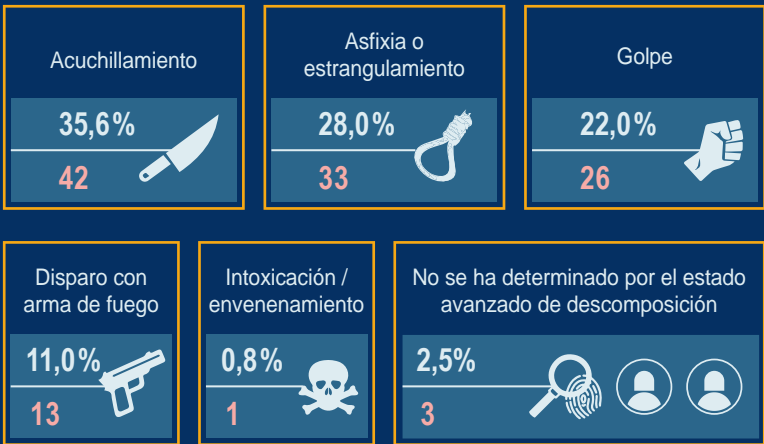 Acuchillamiento
35,6%
42
Asfixia o
estrangulamiento
28,0%
33
Golpe
22,0%
26
Disparo con
arma de fuego
11,0%
13
Intoxicación /
envenenamiento
0,8%
1
No se ha determinado por el estado
avanzado de descomposición
2,5%
3